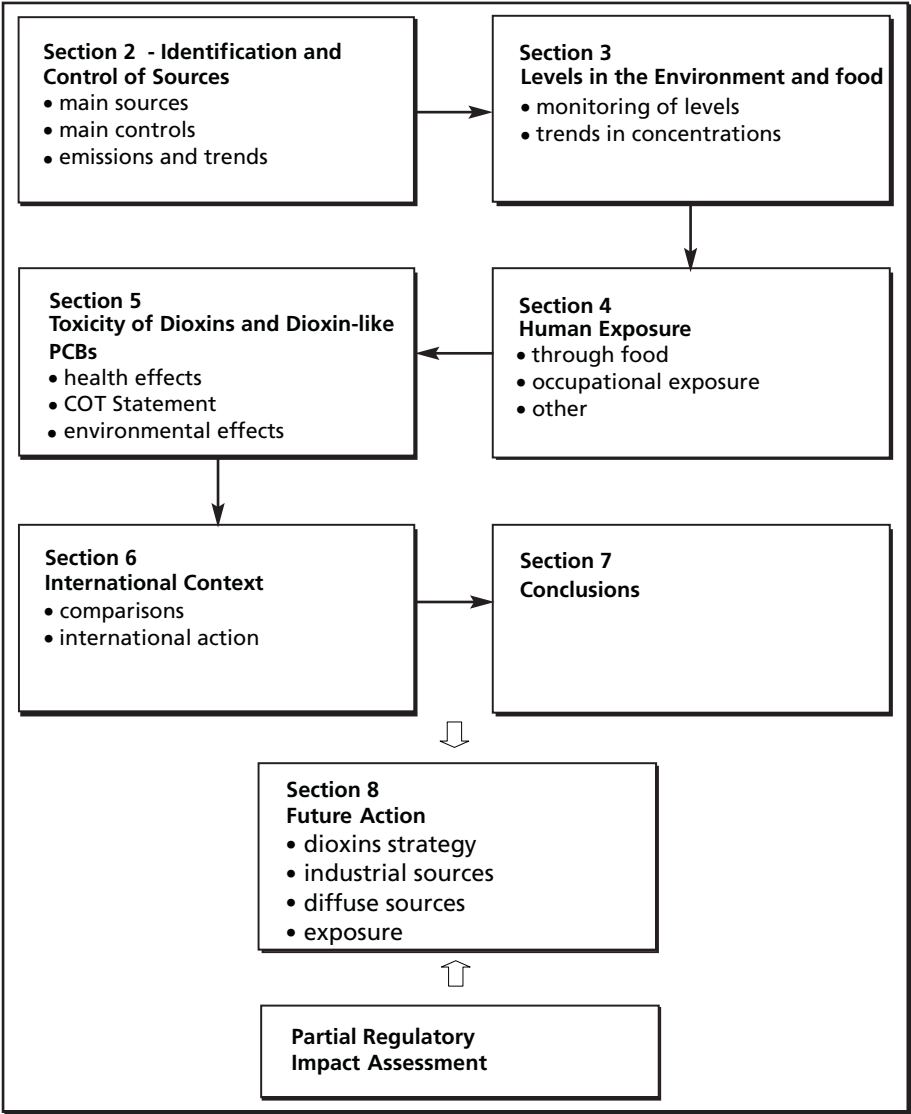 Section 2 - Identification and
Control of Sources
• main sources
• main controls
• emissions and trends
Section 3
Levels in the Environment and food
• monitoring of levels
• trends in concentrations
Section 4
Human Exposure
• through food
• occupational exposure
• other
Section 5
Toxicity of Dioxins and Dioxin-like
PCBs
• health effects
• COT Statement
• environmental effects
Section 6
International Context
• comparisons
• international action
Section 7
Conclusions
Section 8
Future Action
• dioxins strategy
• industrial sources
• diffuse sources
• exposure
Partial Regulatory
Impact Assessment